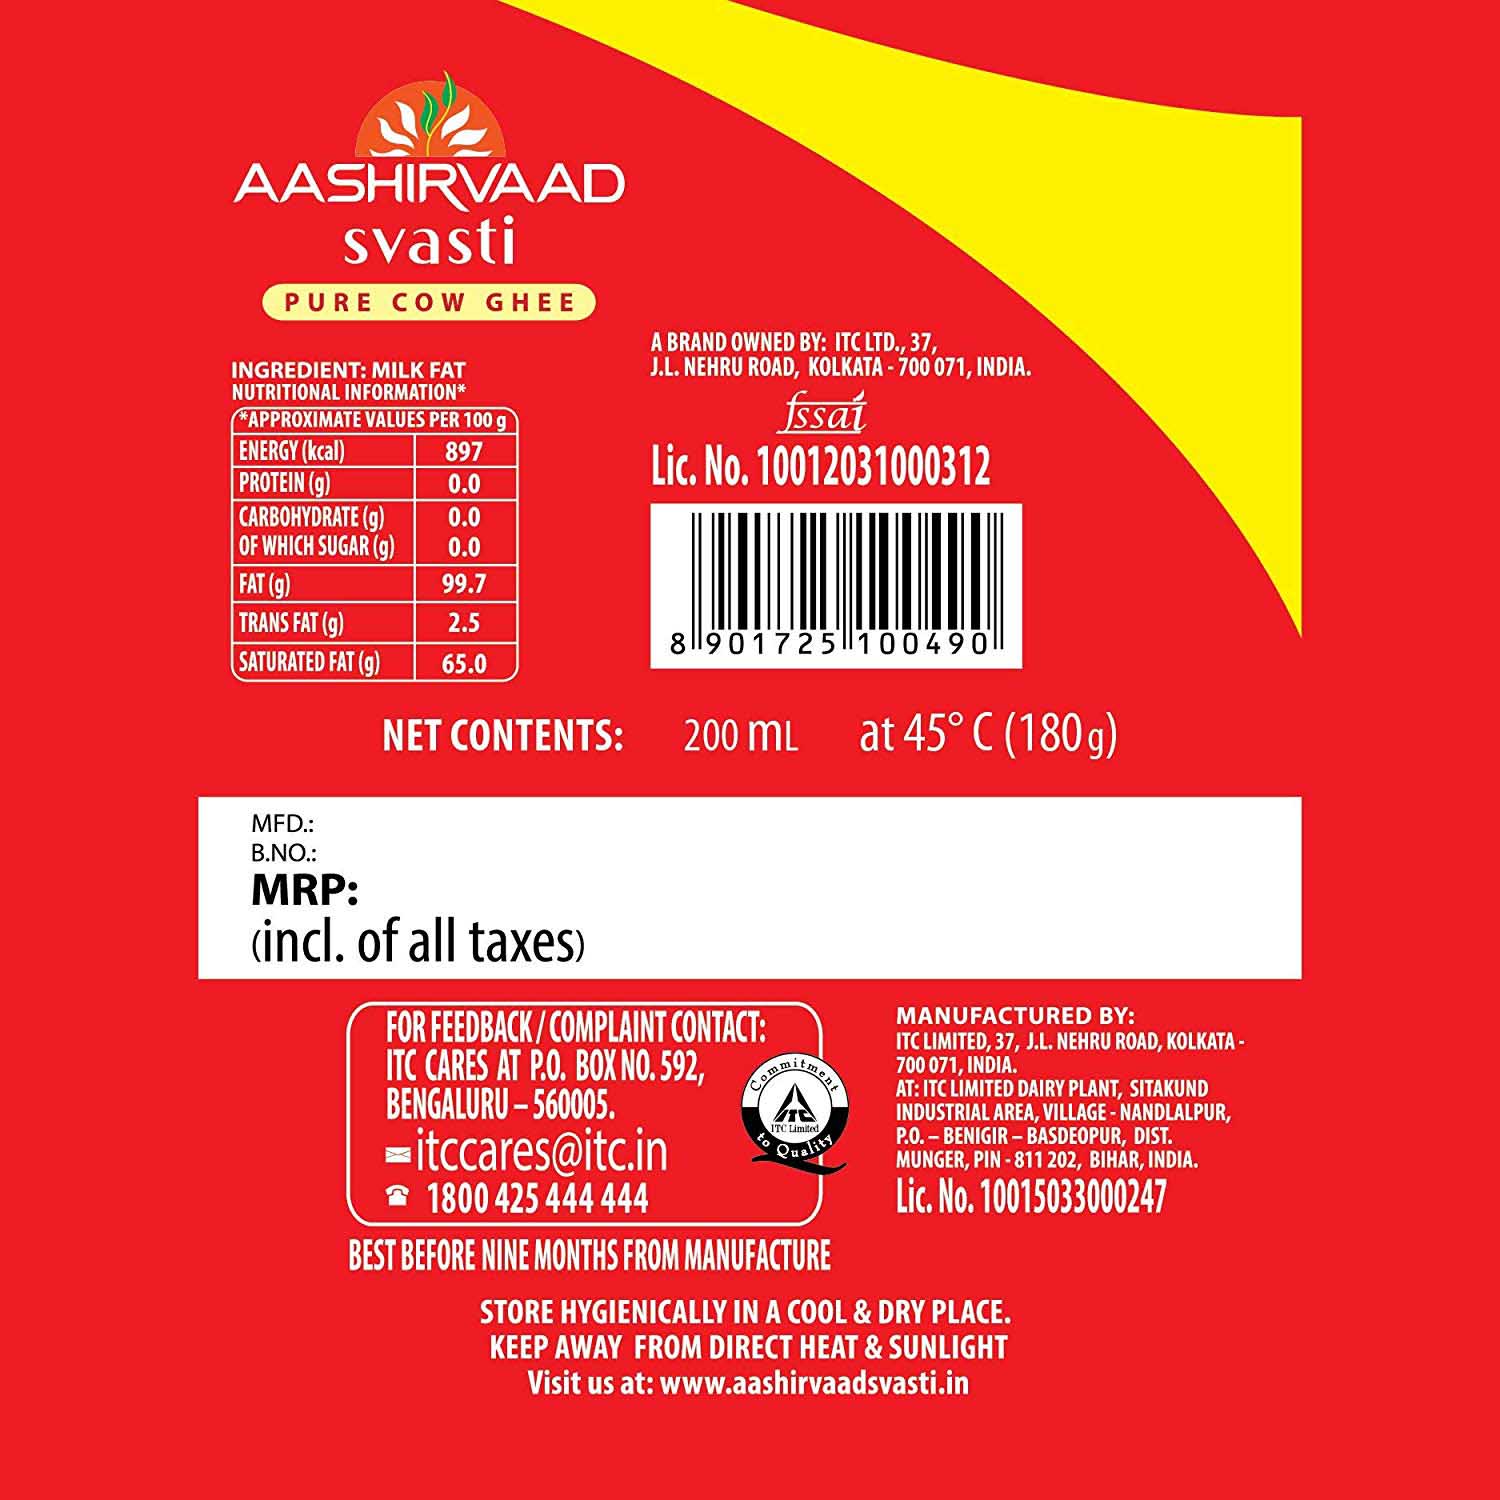 AASHIRVAAD
svasti
PURE COW GHEE
INGREDIENT: MILK FAT
NUTRITIONAL INFORMATION*
*APPROXIMATE VALUES PER 100 g
ENERGY (kcal) 897
PROTEIN (g) 0.0
CARBOHYDRATE (g) 0.0
OF WHICH SUGAR (g) 0.0
FAT (g) 99.7
TRANS FAT (g) 2.5
SATURATED FAT (g) 65.0
A BRAND OWNED BY: ITC LTD., 37,
J.L. NEHRU ROAD, KOLKATA - 700 071, INDIA.
fssai
Lic. No. 10012031000312
8 901725 100490
NET CONTENTS: 200 mL at 45° C (180 g)
MFD.:
B.NO.:
MRP:
(incl. of all taxes)
FOR FEEDBACK / COMPLAINT CONTACT:
ITC CARES AT P.O. BOX NO. 592,
BENGALURU – 560005.
itccares@itc.in
1800 425 444 444
Commitment
ITC
ITC Limited
to Quality
MANUFACTURED BY:
ITC LIMITED, 37, J.L. NEHRU ROAD, KOLKATA -
700 071, INDIA.
AT: ITC LIMITED DAIRY PLANT, SITAKUND
INDUSTRIAL AREA, VILLAGE - NANDLALPUR,
P.O. – BENIGIR – BASDEOPUR, DIST.
MUNGER, PIN - 811 202, BIHAR, INDIA.
Lic. No. 10015033000247
BEST BEFORE NINE MONTHS FROM MANUFACTURE
STORE HYGIENICALLY IN A COOL & DRY PLACE.
KEEP AWAY FROM DIRECT HEAT & SUNLIGHT
Visit us at: www.aashirvaadsvasti.in